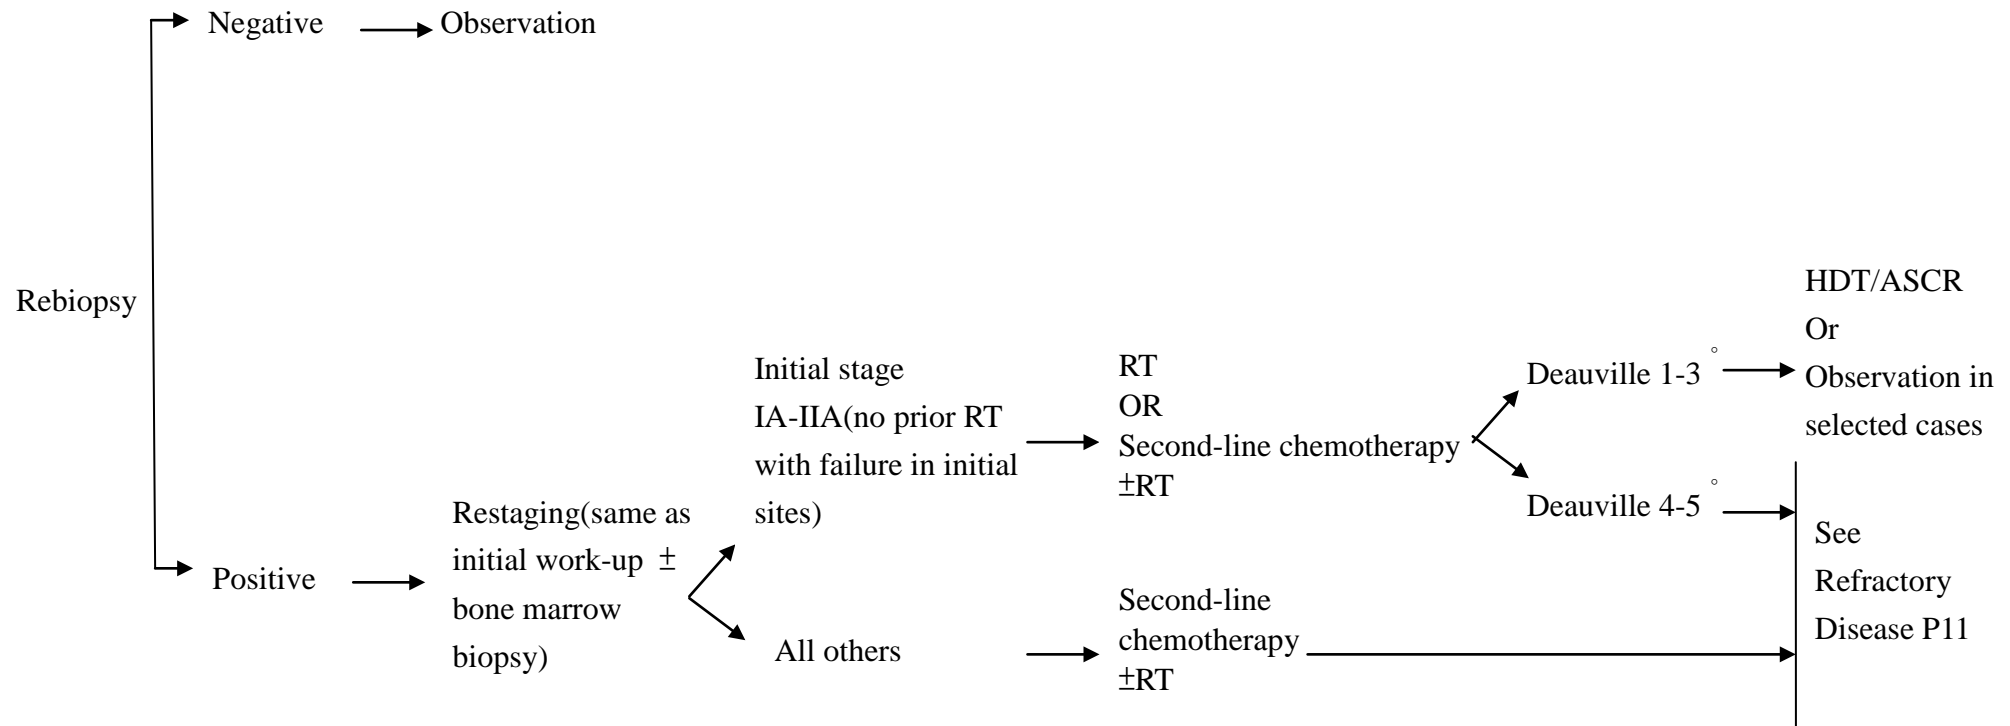 Negative
Observation
Rebiopsy
Positive
Restaging(same as
initial work-up ±
bone marrow
biopsy)
Initial stage
IA-IIA(no prior RT
with failure in initial
sites)
All others
RT
OR
Second-line chemotherapy
±RT
Second-line
chemotherapy
±RT
Deauville 1-3 °
Deauville 4-5 °
HDT/ASCR
Or
Observation in
selected cases
See
Refractory
Disease P11